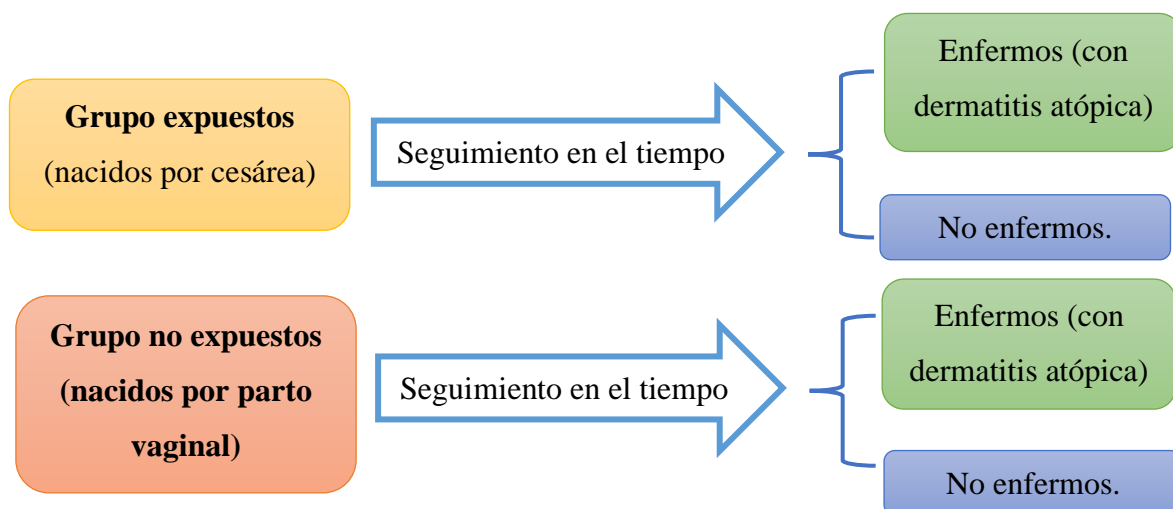 Grupo expuestos
(nacidos por cesárea)
Seguimiento en el tiempo
Enfermos (con
dermatitis atópica)
No enfermos.
Grupo no expuestos
(nacidos por parto
vaginal)
Seguimiento en el tiempo
Enfermos (con
dermatitis atópica)
No enfermos.